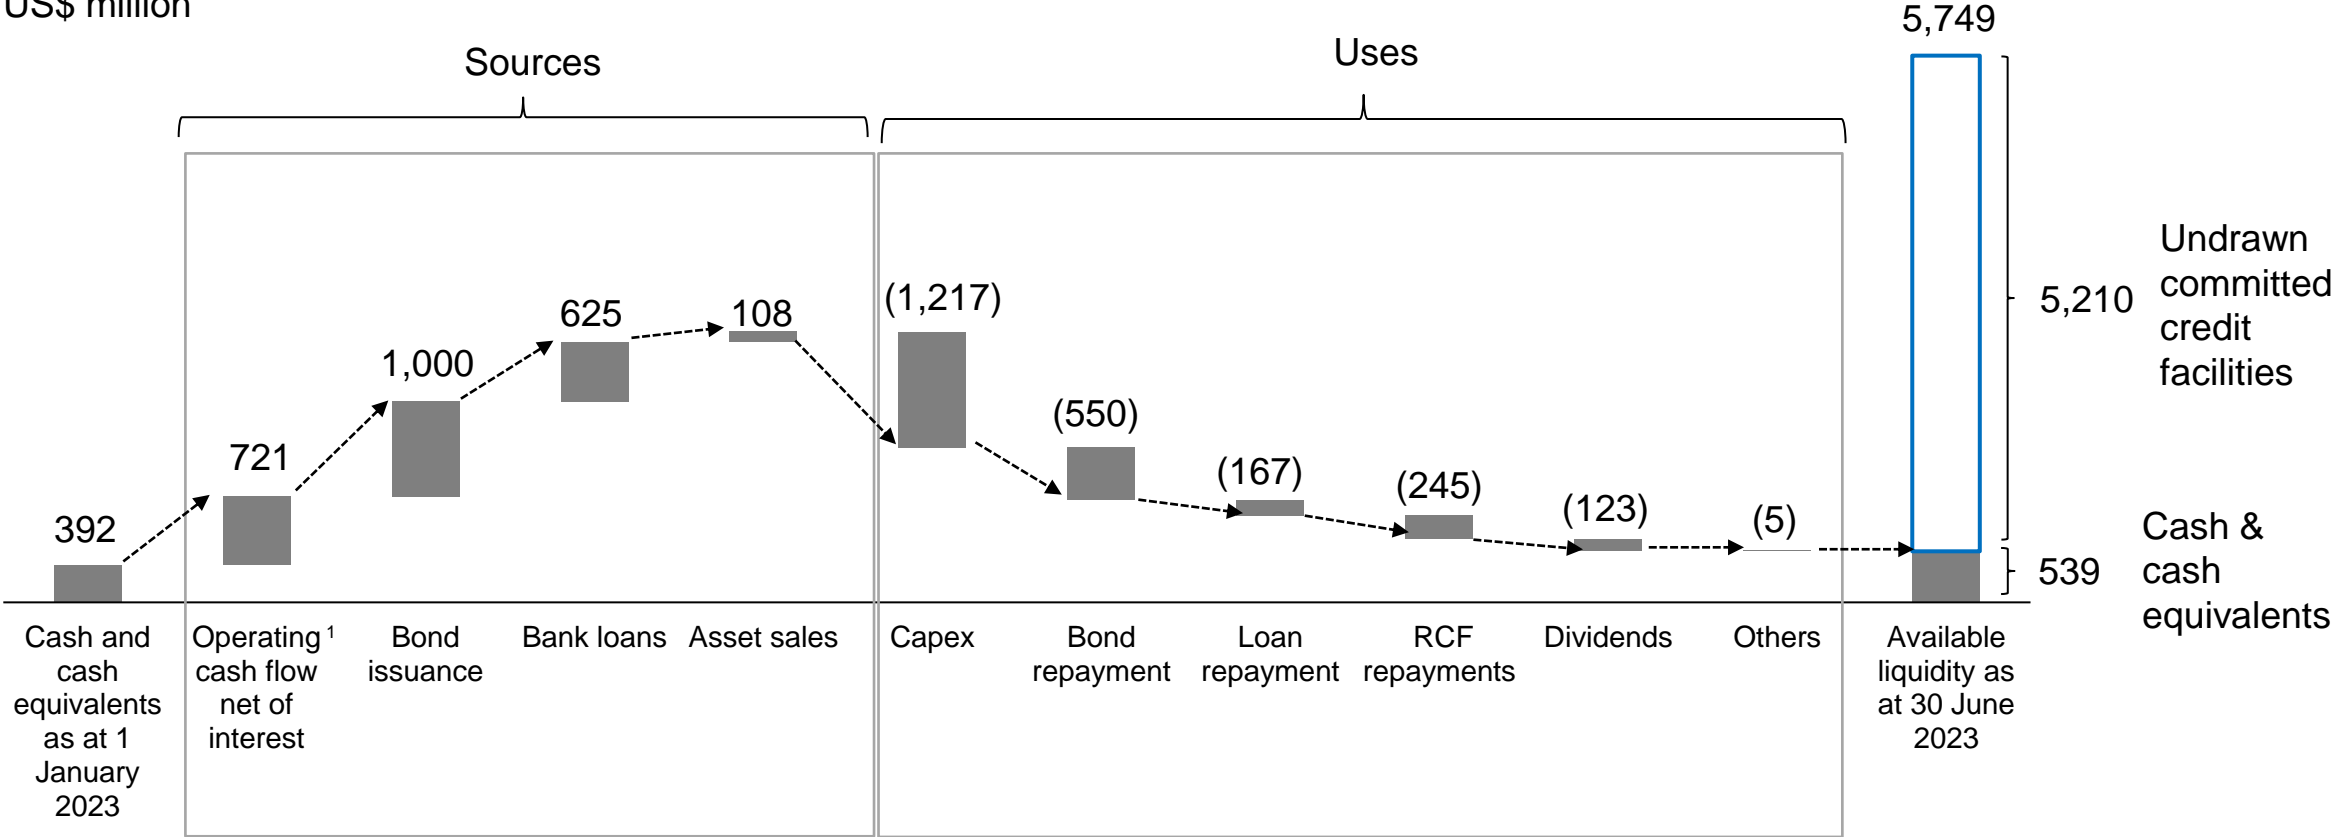 US$ million
Sources
Uses
5,749
392
721
1,000
625
108
(1,217)
(550)
(167)
(245)
(123)
(5)
5,210
Undrawn
committed
credit
facilities
539
Cash &
cash
equivalents
Cash and
cash
equivalents
as at 1
January
2023
Operating 1
cash flow
net of
interest
Bond
issuance
Bank loans
Asset sales
Capex
Bond
repayment
Loan
repayment
RCF
repayments
Dividends
Others
Available
liquidity as
at 30 June
2023